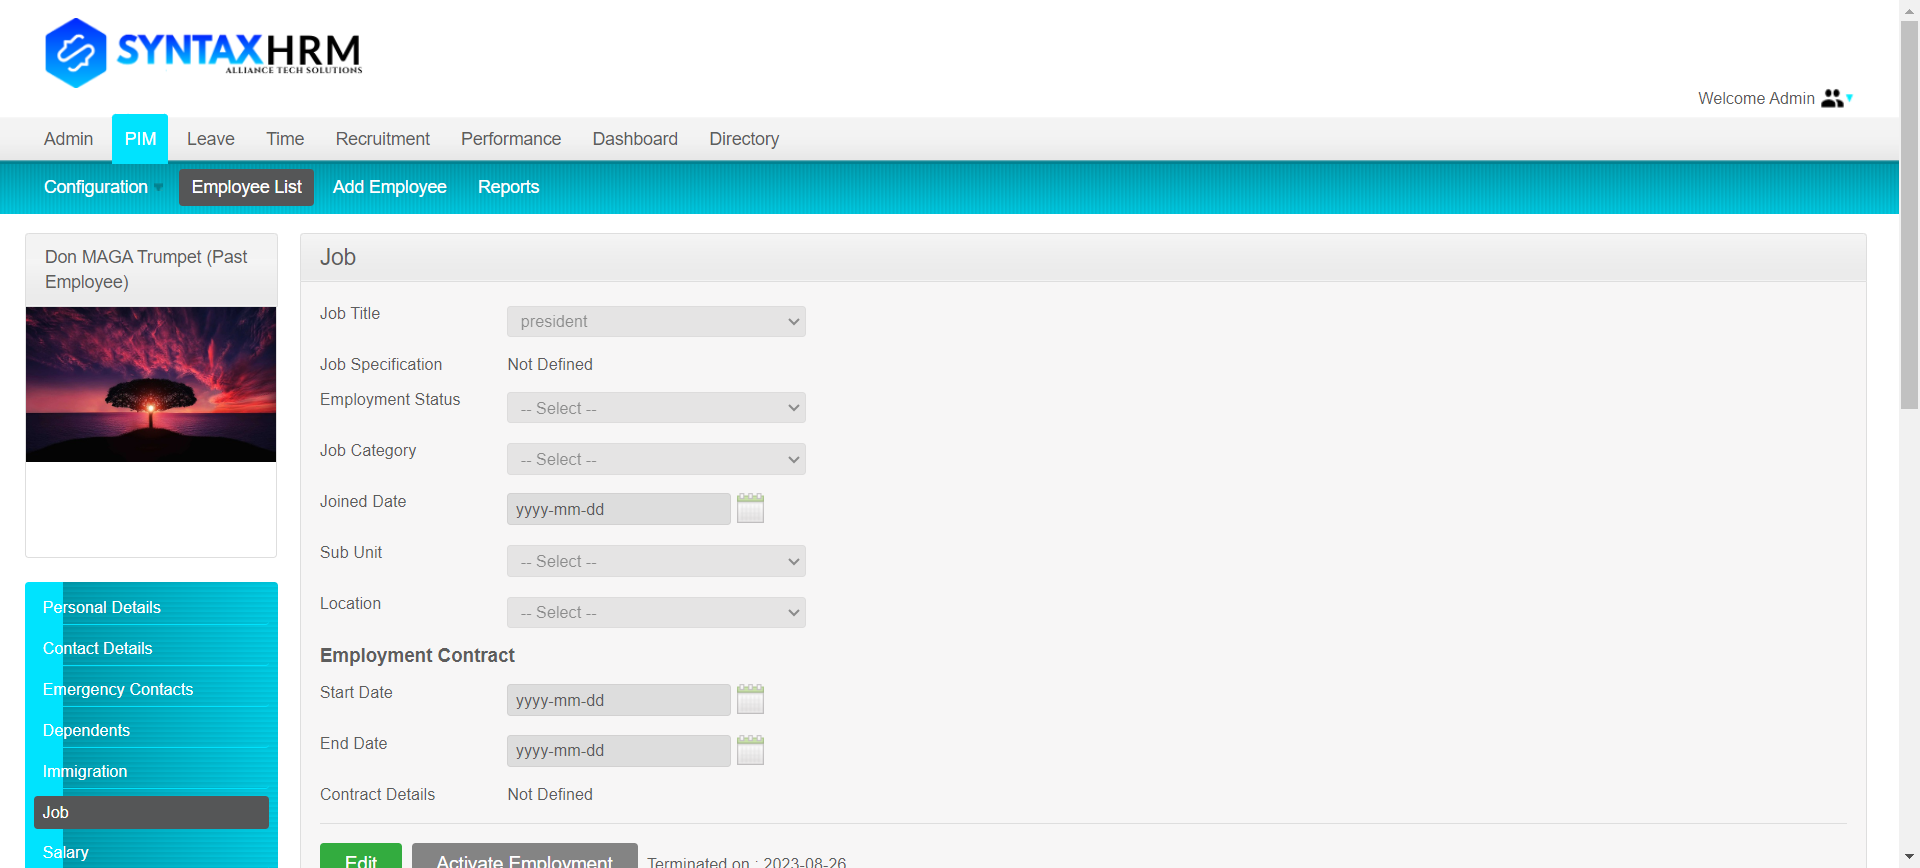 SYNTAXHRM
ALLIANCE TECH SOLUTIONS
Welcome Admin
Admin PIM Leave Time Recruitment Performance Dashboard Directory
Configuration Employee List Add Employee Reports
Don MAGA Trumpet (Past
Employee)
Personal Details
Contact Details
Emergency Contacts
Dependents
Immigration
Job
Salary
Job
Job Title president
Job Specification Not Defined
Employment Status -- Select --
Job Category -- Select --
Joined Date yyyy-mm-dd
Sub Unit -- Select --
Location -- Select --
Employment Contract
Start Date yyyy-mm-dd
End Date yyyy-mm-dd
Contract Details Not Defined
Edit Activate Employment Terminated on : 2023-08-26